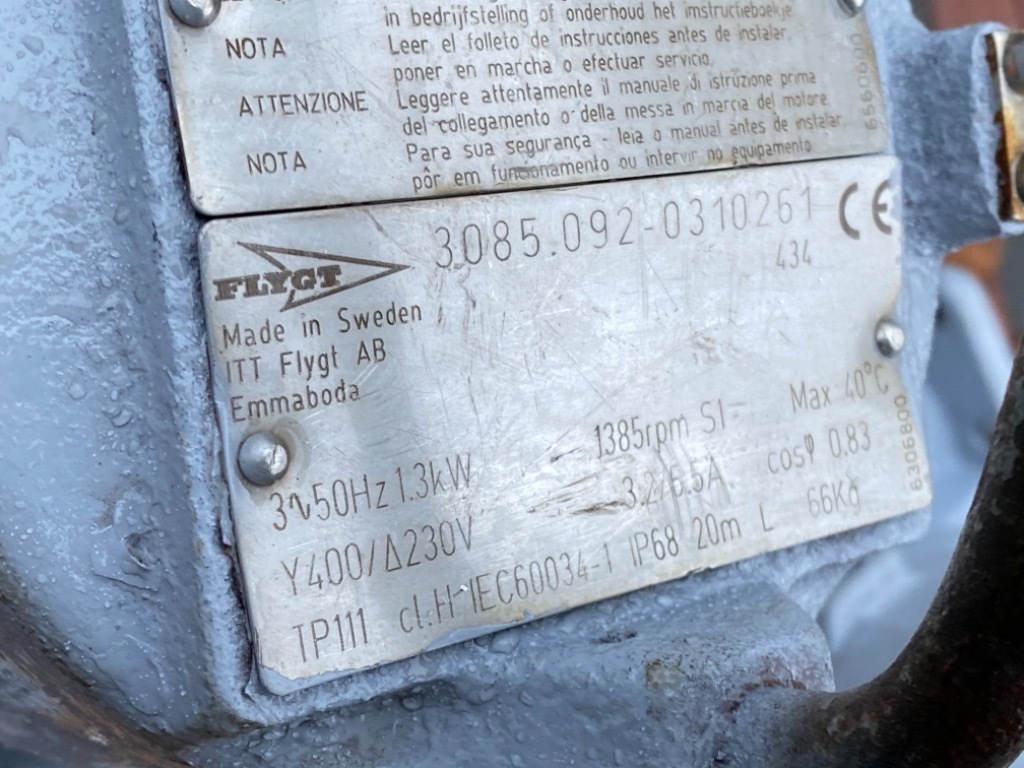 in bedrijfstelling of onderhoud het instructieboekje
NOTA Leer el folleto de instrucciones antes de instalar,
poner en marcha o efectuar servicio.
ATTENZIONE Leggere attentamente il manuale di istruzione prima
del collegamento o della messa in marcia del motore.
NOTA Para sua segurança - leia o manual antes de instalar,
pôr em funcionamento ou intervir no equipamento
FLYGT 3085.092-0310261 CE
434
Made in Sweden
ITT Flygt AB
Emmaboda
3~50Hz 1.3kW 1385rpm S1- Max 40°C
Y400/Δ230V 3.2/5.5A cosφ 0.83
TP111 cl.H IEC60034-1 IP68 20m L 66Kg
6306800